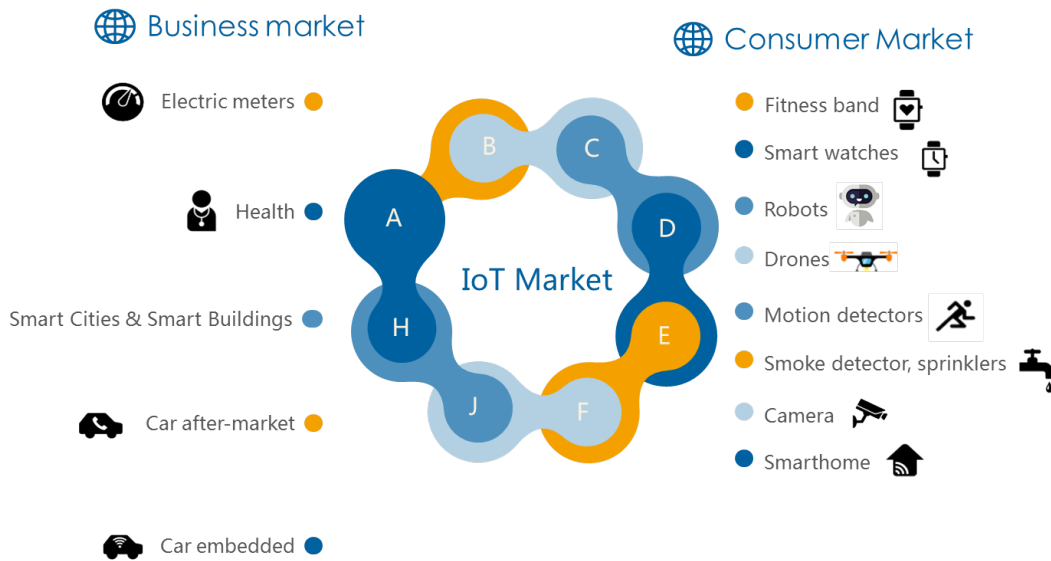 Business market
Consumer Market
Electric meters
Health
Smart Cities & Smart Buildings
Car after-market
Car embedded
A
B
C
D
E
F
J
H
IoT Market
Fitness band
Smart watches
Robots
Drones
Motion detectors
Smoke detector, sprinklers
Camera
Smarthome